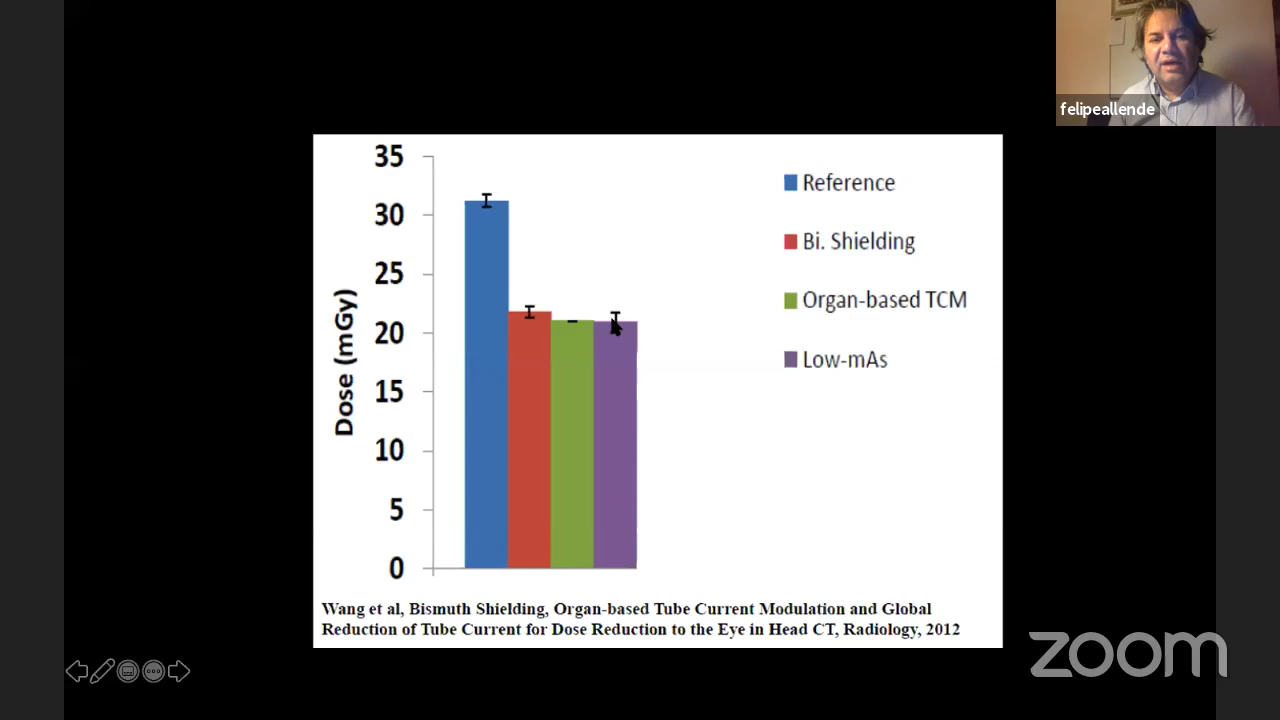 felipeallende
35
30
25
20
15
10
5
0
Dose (mGy)
Reference
Bi. Shielding
Organ-based TCM
Low-mAs
Wang et al, Bismuth Shielding, Organ-based Tube Current Modulation and Global
Reduction of Tube Current for Dose Reduction to the Eye in Head CT, Radiology, 2012
zoom